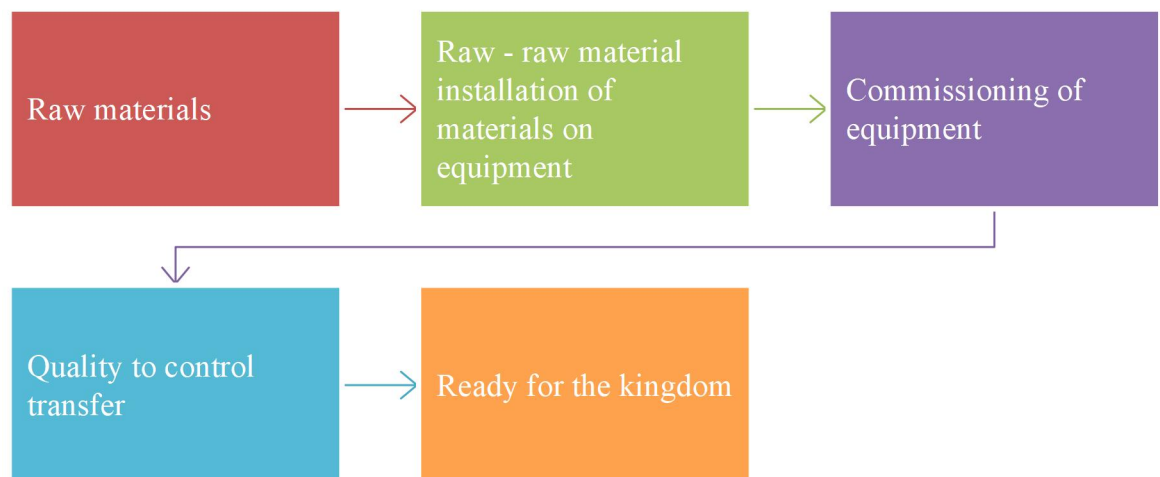 Raw materials
Raw - raw material
installation of
materials on
equipment
Commissioning of
equipment
Quality to control
transfer
Ready for the kingdom